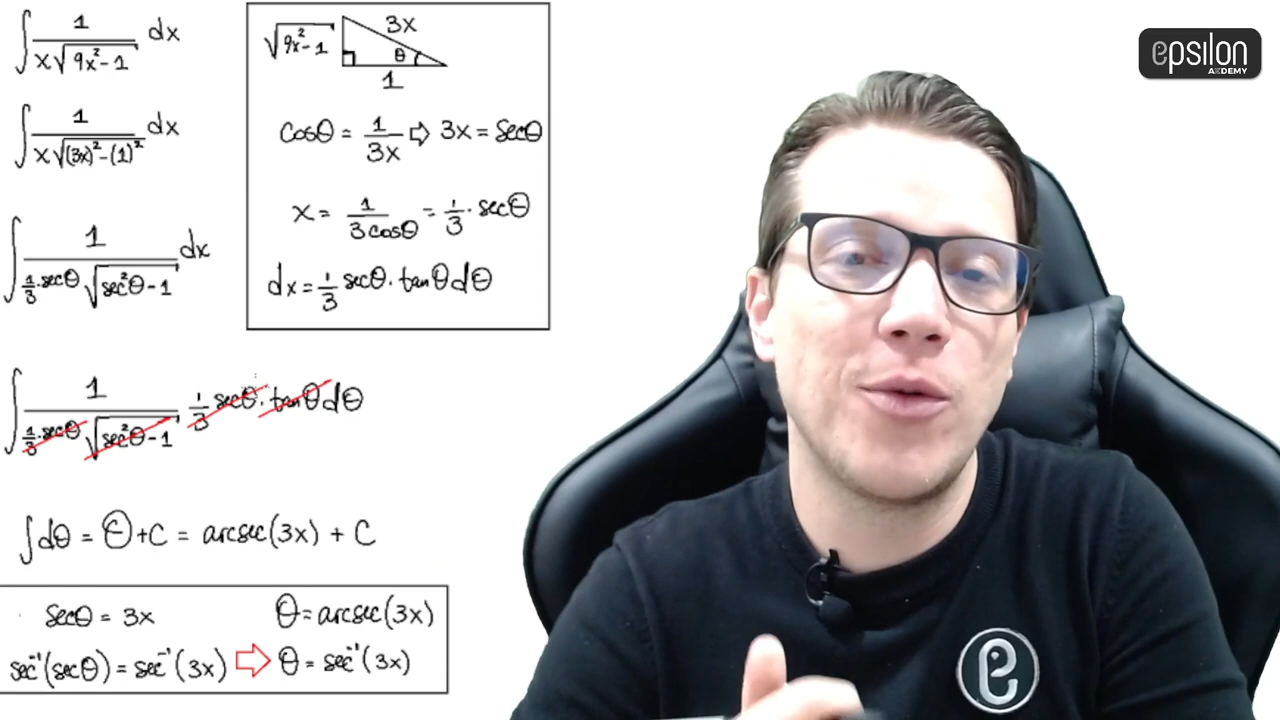 ∫ 1/(x√(9x²-1)) dx
∫ 1/(x√((3x)²-(1)²)) dx
∫ 1/(1/3·secθ √(sec²θ-1)) dx
∫ 1/(1/3·secθ √(sec²θ-1)) 1/3 secθ·tanθ dθ
∫dθ = θ+C = arcsec(3x) + C
secθ = 3x
θ = arcsec(3x)
sec⁻¹(secθ) = sec⁻¹(3x) ⇨ θ = sec⁻¹(3x)
√(9x²-1)
3x
θ
1
cosθ = 1/3x ⇨ 3x = secθ
x = 1/(3cosθ) = 1/3·secθ
dx = 1/3 secθ·tanθdθ
epsilon
AXDEMY
e